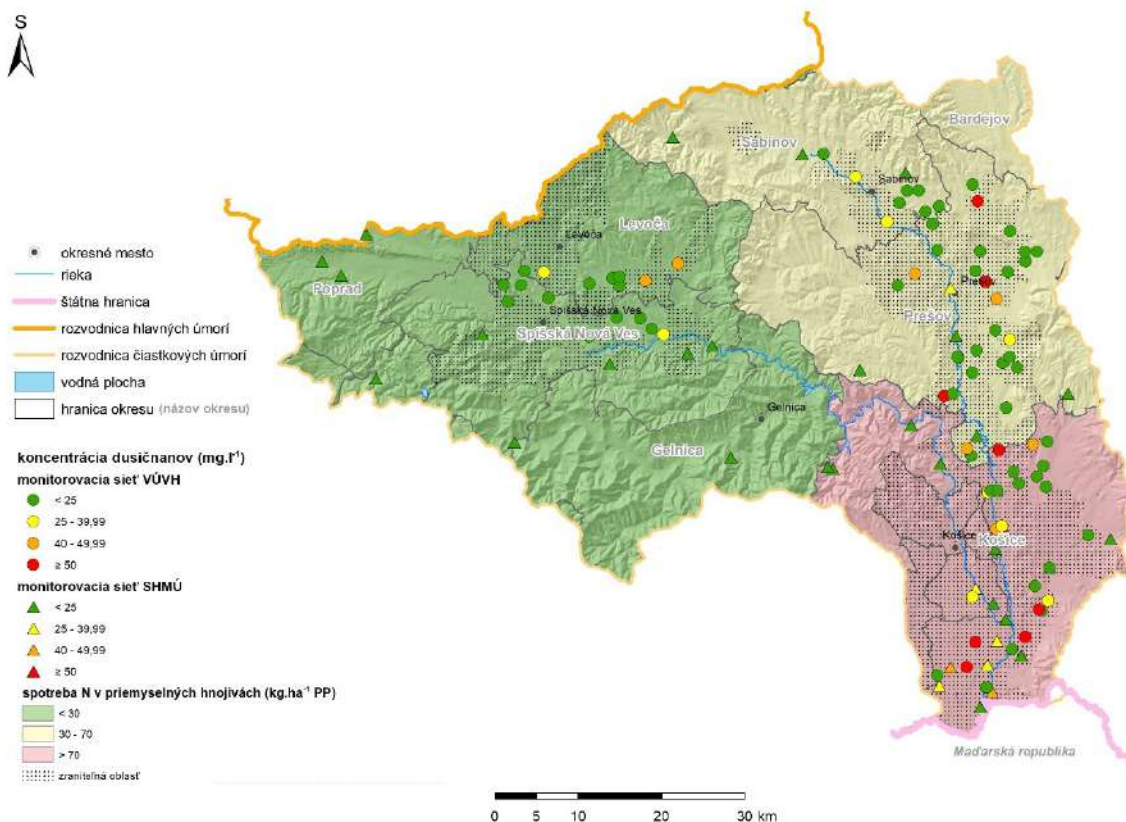 S
okresné mesto
rieka
štátna hranica
rozvodnica hlavných úmorí
rozvodnica čiastkových úmorí
vodná plocha
hranica okresu (názov okresu)
koncentrácia dusičnanov (mg.l⁻¹)
monitorovacia sieť VÚVH
< 25
25 - 39,99
40 - 49,99
≥ 50
monitorovacia sieť SHMÚ
< 25
25 - 39,99
40 - 49,99
≥ 50
spotreba N v priemyselných hnojivách (kg.ha⁻¹ PP)
< 30
30 - 70
> 70
zraniteľná oblasť
Bardejov
Sabinov
Sabinov
Levoča
Levoča
Poprad
Prešov
Prešov
Spišská Nová Ves
Spišská Nová Ves
Gelnica
Gelnica
Košice
Košice
Maďarská republika
0 5 10 20 30 km